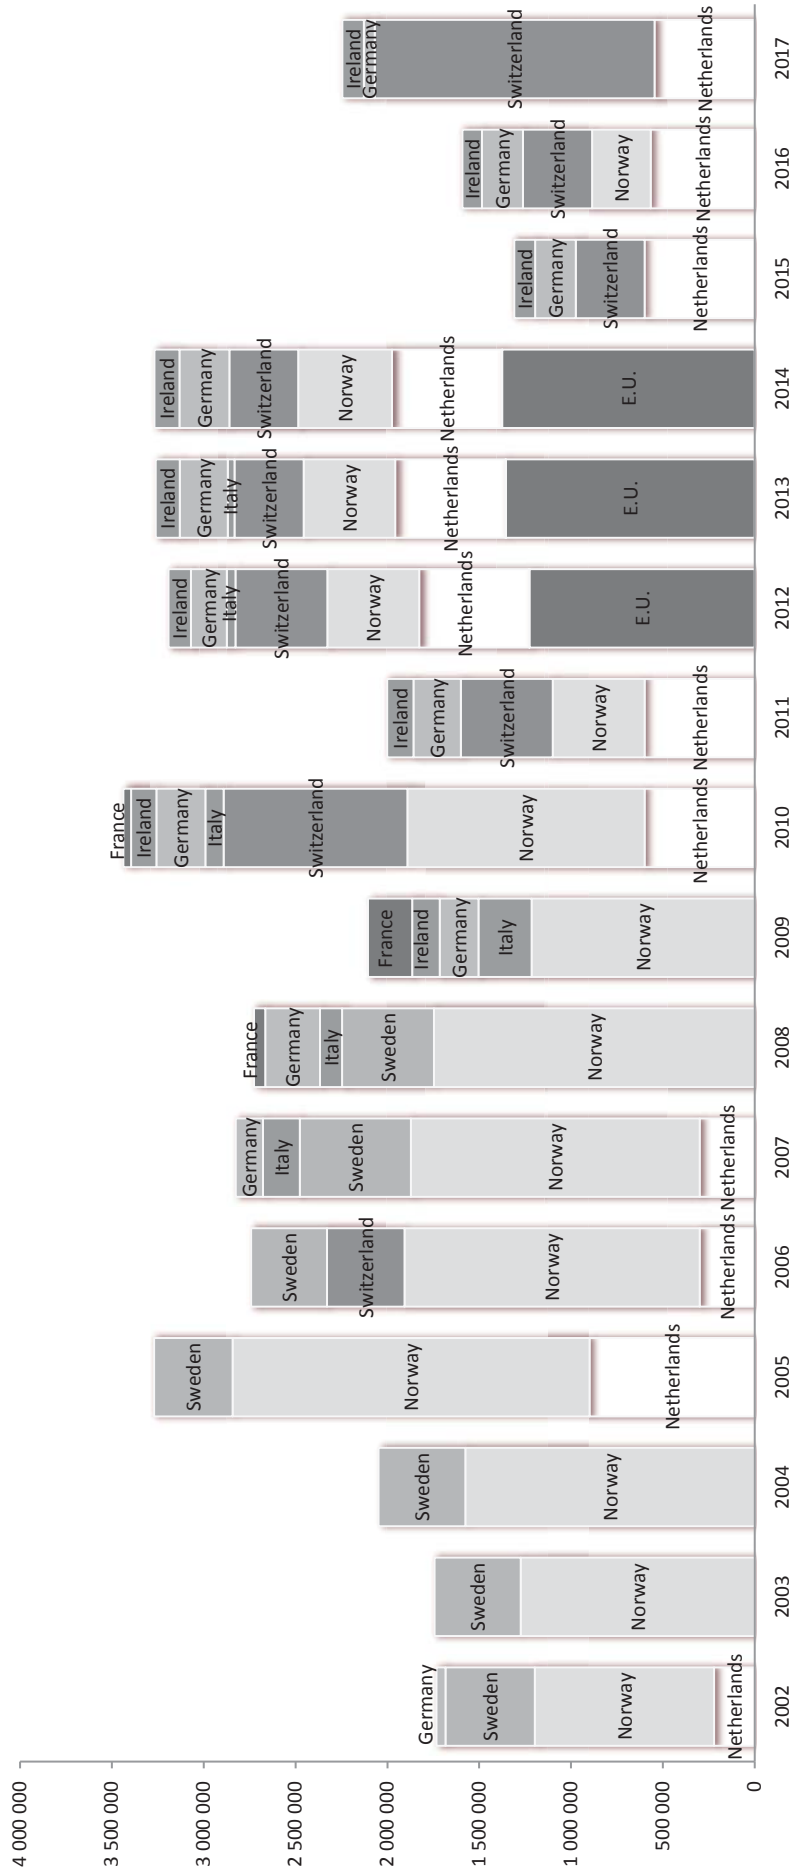 4 000 000
3 500 000
3 000 000
2 500 000
2 000 000
1 500 000
1 000 000
500 000
0
Germany
Sweden
Norway
Netherlands
2002
Sweden
Norway
2003
Sweden
Norway
2004
Sweden
Norway
Netherlands
2005
Sweden
Switzerland
Norway
Netherlands
2006
Germany
Italy
Sweden
Norway
Netherlands
2007
France
Germany
Italy
Sweden
Norway
2008
France
Ireland
Germany
Italy
Norway
2009
France
Ireland
Germany
Italy
Switzerland
Norway
Netherlands
2010
Ireland
Germany
Switzerland
Norway
Netherlands
2011
Ireland
Germany
Italy
Switzerland
Norway
Netherlands
E.U.
2012
Ireland
Germany
Italy
Switzerland
Norway
Netherlands
E.U.
2013
Ireland
Germany
Switzerland
Norway
Netherlands
E.U.
2014
Ireland
Germany
Switzerland
Netherlands
2015
Ireland
Germany
Switzerland
Norway
Netherlands
2016
Ireland
Germany
Switzerland
Netherlands
2017